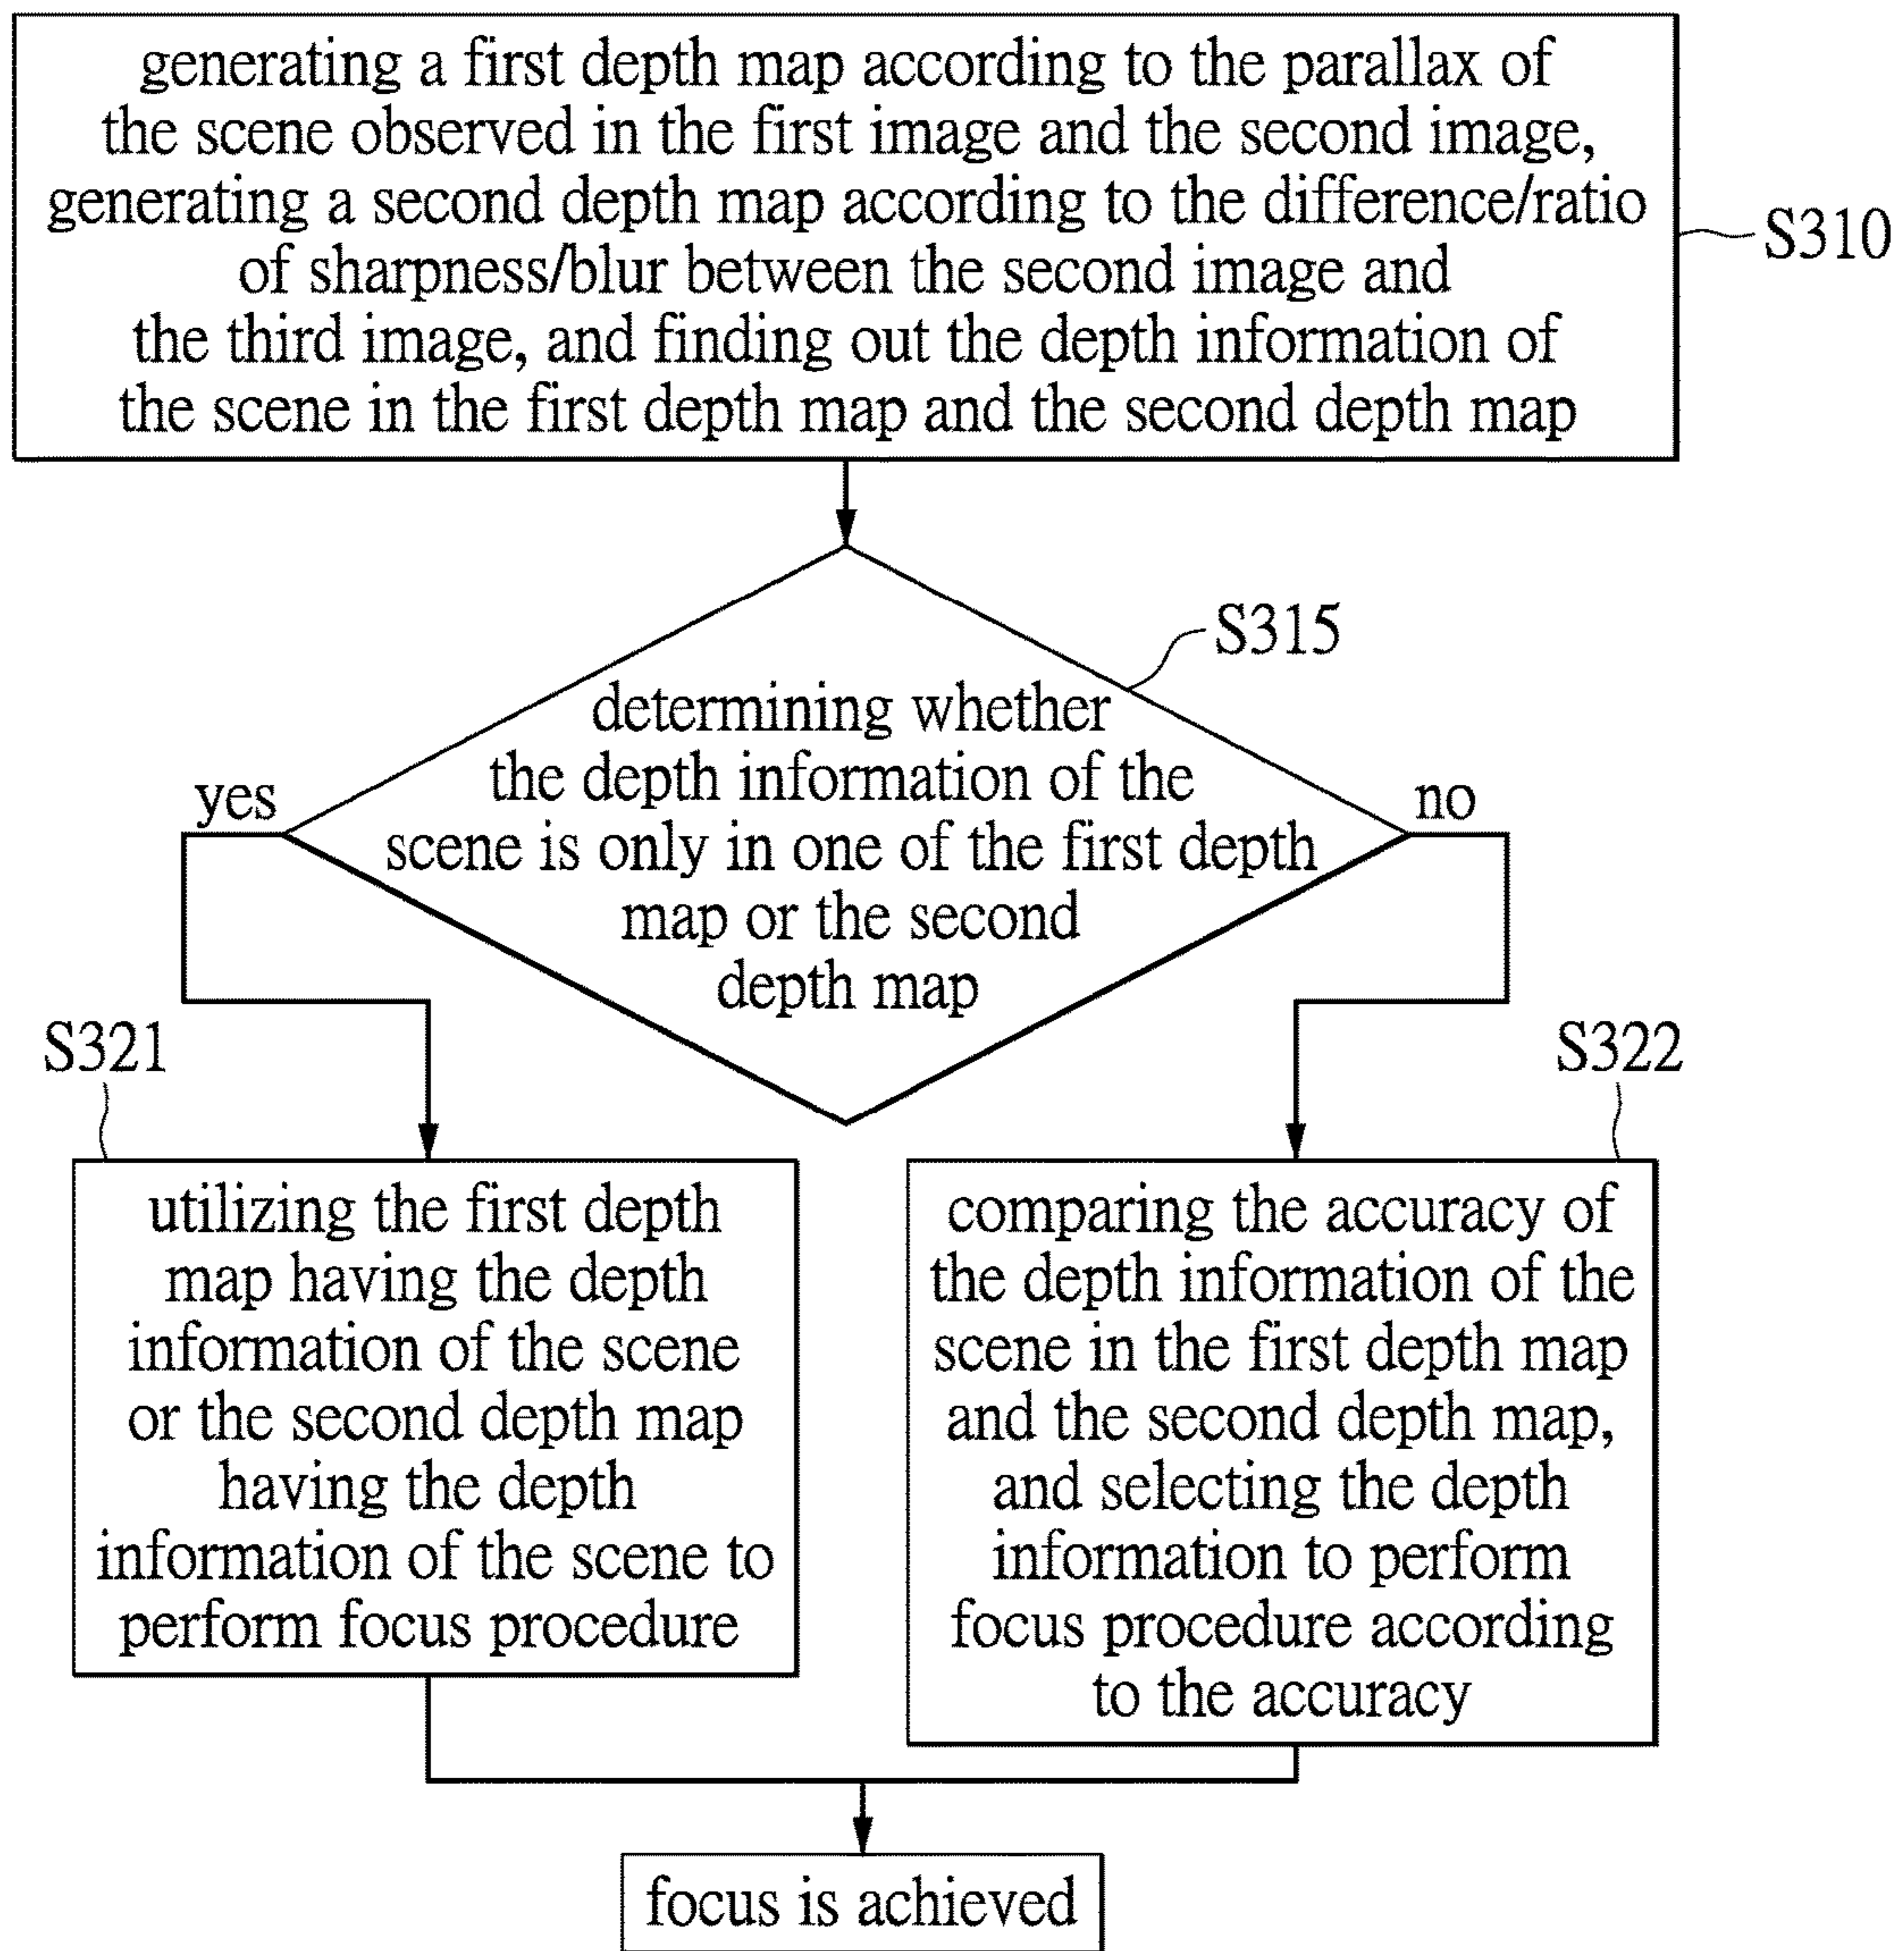 generating a first depth map according to the parallax of
the scene observed in the first image and the second image,
generating a second depth map according to the difference/ratio
of sharpness/blur between the second image and
the third image, and finding out the depth information of
the scene in the first depth map and the second depth map
S310
S315
determining whether
the depth information of the
scene is only in one of the first depth
map or the second
depth map
yes
no
S321
utilizing the first depth
map having the depth
information of the scene
or the second depth map
having the depth
information of the scene to
perform focus procedure
S322
comparing the accuracy of
the depth information of the
scene in the first depth map
and the second depth map,
and selecting the depth
information to perform
focus procedure according
to the accuracy
focus is achieved